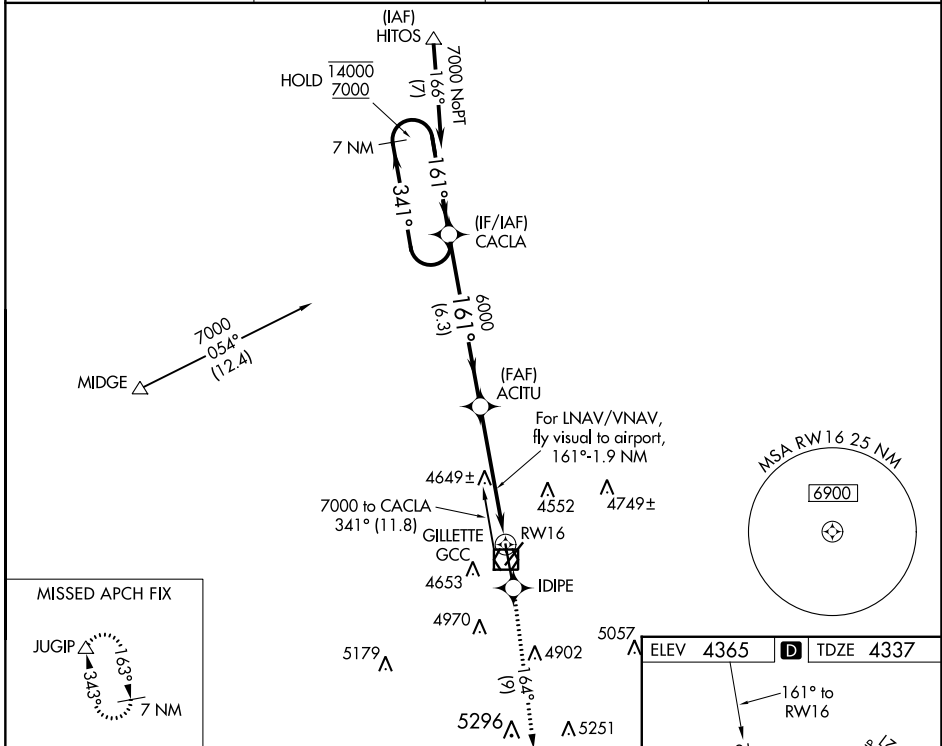 (IAF)
HITOS
HOLD 14000
7000
7000 NoPT
166°
(7)
7 NM
161°
341°
(IF/IAF)
CACLA
6000
161°
(6.3)
7000
054°
(12.4)
MIDGE
(FAF)
ACITU
For LNAV/VNAV,
fly visual to airport,
161°-1.9 NM
MSA RW16 25 NM
6900
4649±
4552
4749±
7000 to CACLA
341° (11.8)
GILLETTE
GCC
RW16
4653
IDIPE
4970
5179
4902
5057
164°
(9)
5296
5251
MISSED APCH FIX
JUGIP
163°
343°
7 NM
ELEV 4365 D TDZE 4337
161° to
RW16